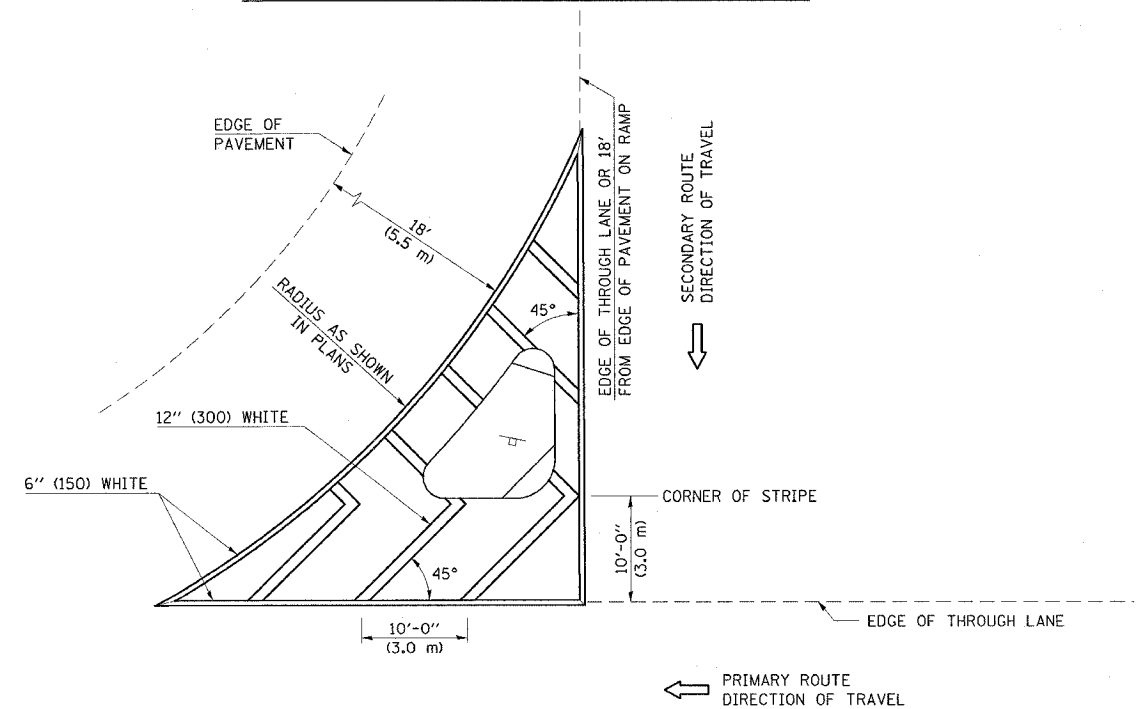 EDGE OF
PAVEMENT
18'
(5.5 m)
RADIUS AS SHOWN
IN PLANS
12" (300) WHITE
6" (150) WHITE
45°
45°
EDGE OF THROUGH LANE OR 18'
FROM EDGE OF PAVEMENT ON RAMP
SECONDARY ROUTE
DIRECTION OF TRAVEL
CORNER OF STRIPE
10'-0"
(3.0 m)
10'-0"
(3.0 m)
EDGE OF THROUGH LANE
PRIMARY ROUTE
DIRECTION OF TRAVEL